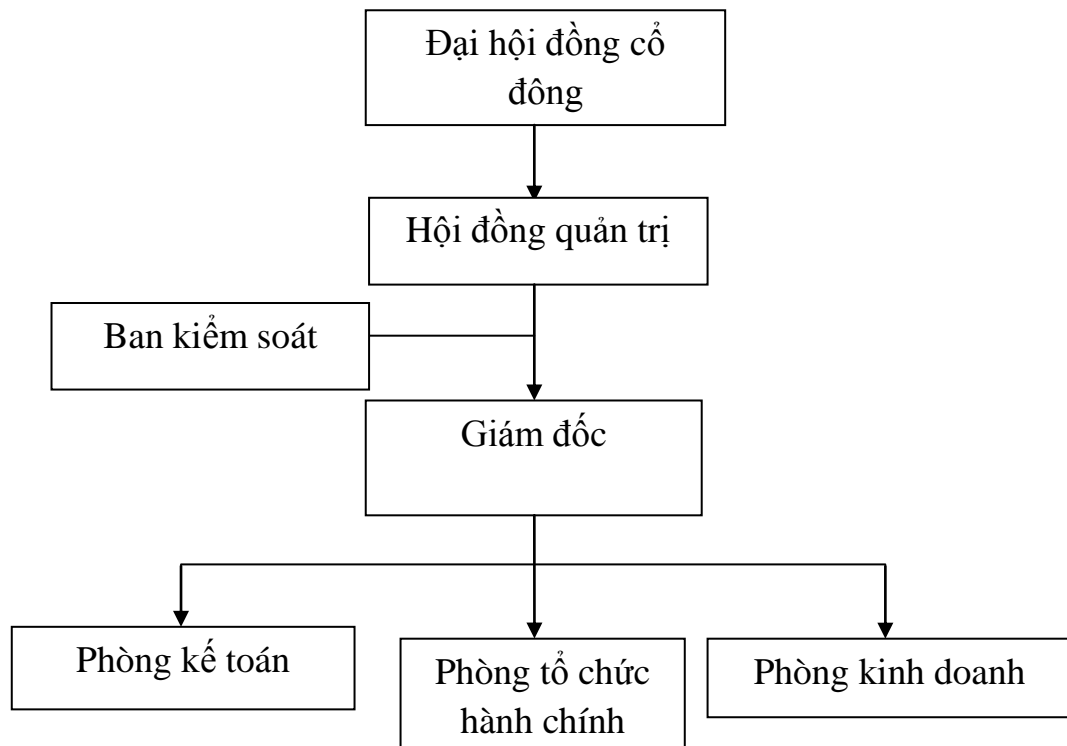 Đại hội đồng cổ
đông
Hội đồng quản trị
Ban kiểm soát
Giám đốc
Phòng kế toán
Phòng tổ chức
hành chính
Phòng kinh doanh